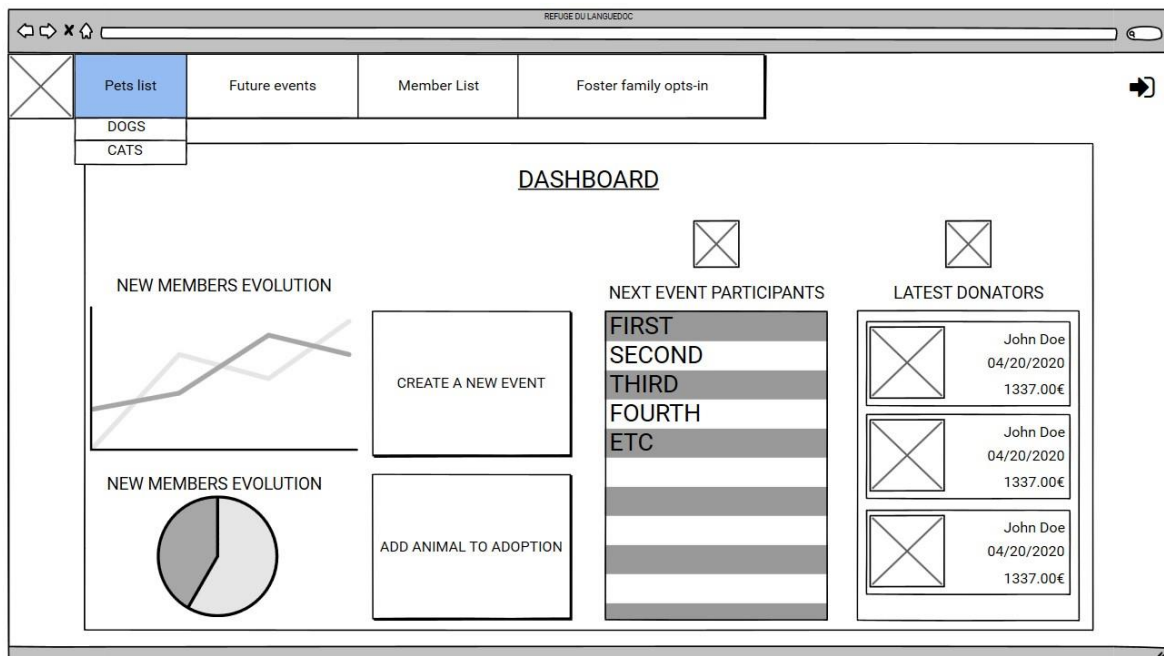 REFUGE DU LANGUEDOC
Pets list
Future events
Member List
Foster family opts-in
DOGS
CATS
DASHBOARD
NEW MEMBERS EVOLUTION
NEW MEMBERS EVOLUTION
CREATE A NEW EVENT
ADD ANIMAL TO ADOPTION
NEXT EVENT PARTICIPANTS
FIRST
SECOND
THIRD
FOURTH
ETC
LATEST DONATORS
John Doe
04/20/2020
1337.00€
John Doe
04/20/2020
1337.00€
John Doe
04/20/2020
1337.00€